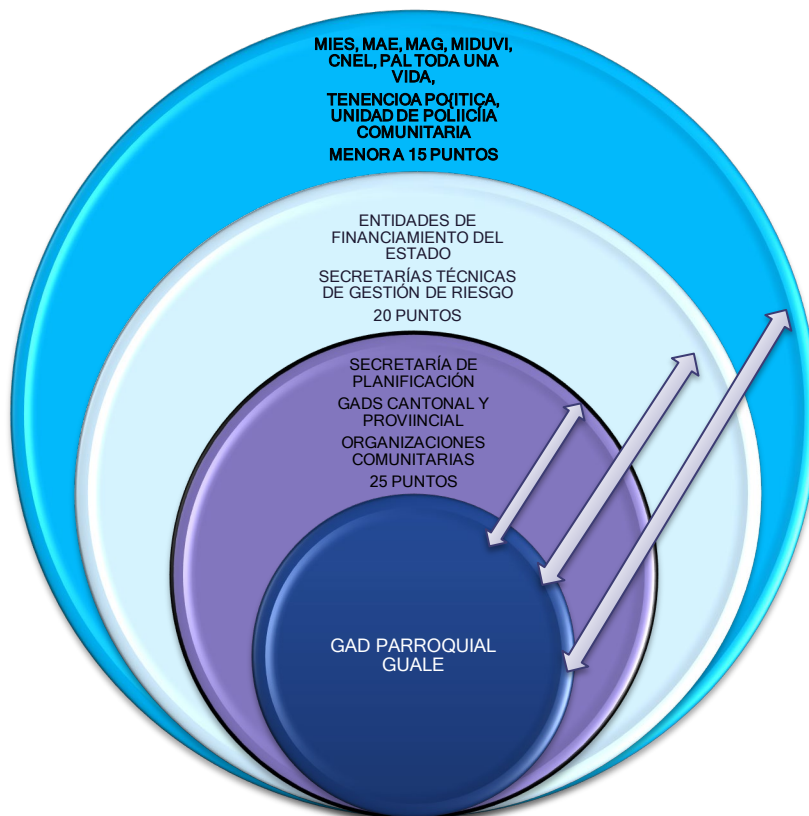 MIES, MAE, MAG, MIDUVI,
CNEL, PAL TODA UNA
VIDA,
TENENCIOA PO{ITICA,
UNIDAD DE POLIICÍIA
COMUNITARIA
MENOR A 15 PUNTOS
ENTIDADES DE
FINANCIAMIENTO DEL
ESTADO
SECRETARÍAS TÉCNICAS
DE GESTIÓN DE RIESGO
20 PUNTOS
SECRETARÍA DE
PLANIFICACIÓN
GADS CANTONAL Y
PROVIINCIAL
ORGANIZACIONES
COMUNITARIAS
25 PUNTOS
GAD PARROQUIAL
GUALE